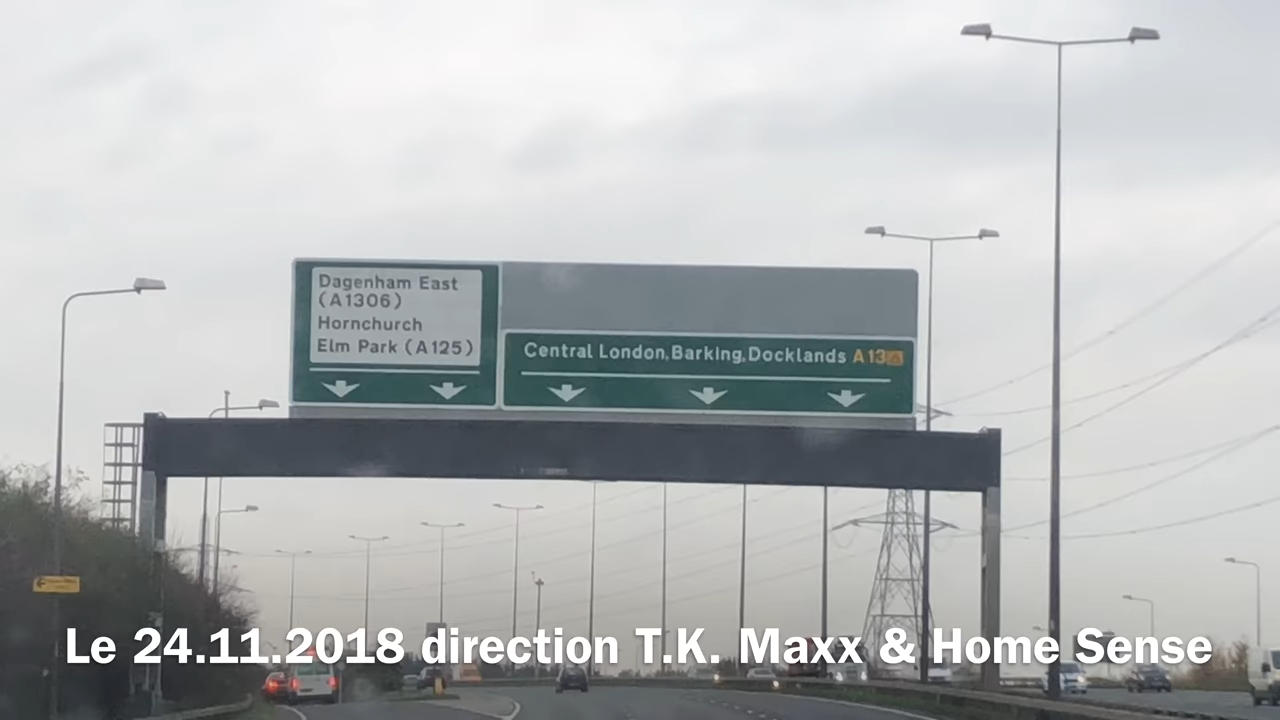 Dagenham East
(A1306)
Hornchurch
Elm Park (A125)
Central London, Barking, Docklands A13
Le 24.11.2018 direction T.K. Maxx & Home Sense